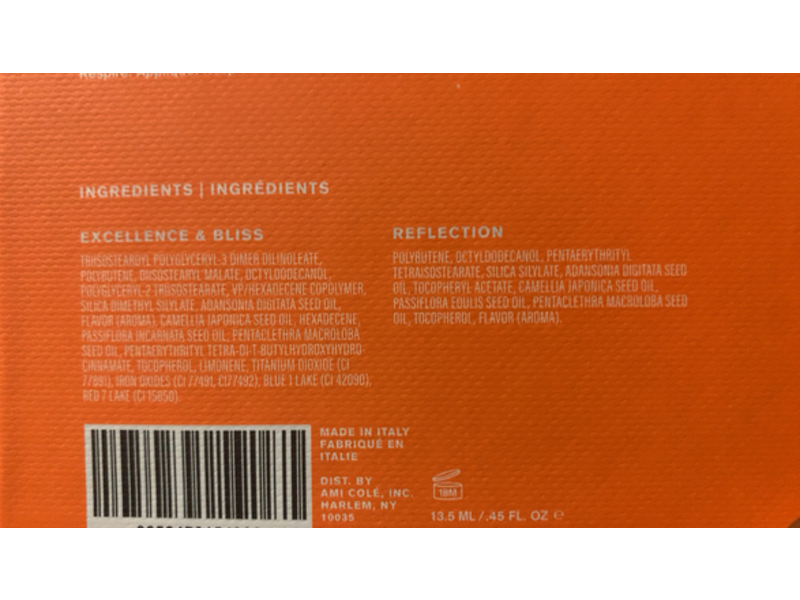 INGREDIENTS | INGRÉDIENTS
EXCELLENCE & BLISS
TRIISOSTEAROYL POLYGLYCERYL-3 DIMER DILINOLEATE,
POLYBUTENE, DIISOSTEARYL MALATE, OCTYLDODECANOL,
POLYGLYCERYL-2 TRIISOSTEARATE, VP/HEXADECENE COPOLYMER,
SILICA DIMETHYL SILYLATE, ADANSONIA DIGITATA SEED OIL,
FLAVOR (AROMA), CAMELLIA JAPONICA SEED OIL, HEXADECENE,
PASSIFLORA INCARNATA SEED OIL, PENTACLETHRA MACROLOBA
SEED OIL, PENTAERYTHRITYL TETRA-DI-T-BUTYLHYDROXYHYDRO-
CINNAMATE, TOCOPHEROL, LIMONENE, TITANIUM DIOXIDE (CI
77891), IRON OXIDES (CI 77491, CI77492), BLUE 1 LAKE (CI 42090),
RED 7 LAKE (CI 15850).
REFLECTION
POLYBUTENE, OCTYLDODECANOL, PENTAERYTHRITYL
TETRAISOSTEARATE, SILICA SILYLATE, ADANSONIA DIGITATA SEED
OIL, TOCOPHERYL ACETATE, CAMELLIA JAPONICA SEED OIL,
PASSIFLORA EDULIS SEED OIL, PENTACLETHRA MACROLOBA SEED
OIL, TOCOPHEROL, FLAVOR (AROMA).
MADE IN ITALY
FABRIQUÉ EN
ITALIE
DIST. BY
AMI COLÉ, INC.
HARLEM, NY
10035
18M
13.5 ML / .45 FL. OZ ℮